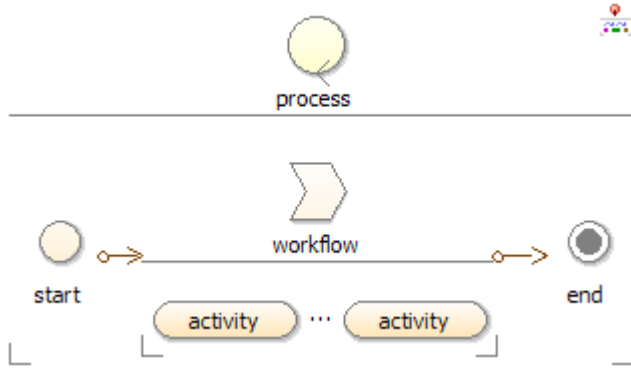 process
workflow
start
end
activity ... activity